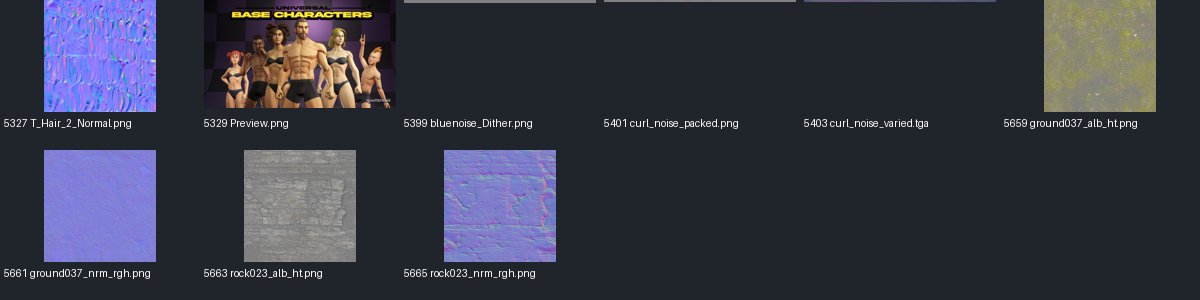 UNIVERSAL
BASE CHARACTERS
5327 T_Hair_2_Normal.png
5329 Preview.png
5399 bluenoise_Dither.png
5401 curl_noise_packed.png
5403 curl_noise_varied.tga
5659 ground037_alb_ht.png
5661 ground037_nrm_rgh.png
5663 rock023_alb_ht.png
5665 rock023_nrm_rgh.png